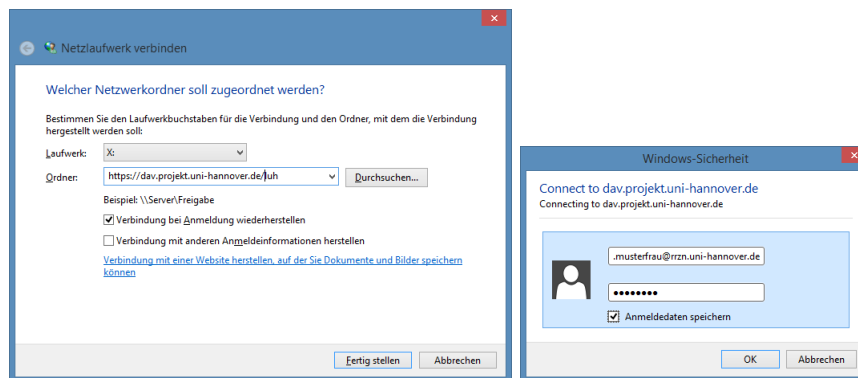 Netzlaufwerk verbinden
Welcher Netzwerkordner soll zugeordnet werden?
Bestimmen Sie den Laufwerkbuchstaben für die Verbindung und den Ordner, mit dem die Verbindung
hergestellt werden soll:
Laufwerk: X:
Ordner: https://dav.projekt.uni-hannover.de/luh Durchsuchen...
Beispiel: \\Server\Freigabe
Verbindung bei Anmeldung wiederherstellen
Verbindung mit anderen Anmeldeinformationen herstellen
Verbindung mit einer Website herstellen, auf der Sie Dokumente und Bilder speichern
können
Fertig stellen Abbrechen
Windows-Sicherheit
Connect to dav.projekt.uni-hannover.de
Connecting to dav.projekt.uni-hannover.de
.musterfrau@rrzn.uni-hannover.de
●●●●●●●●
Anmeldedaten speichern
OK Abbrechen